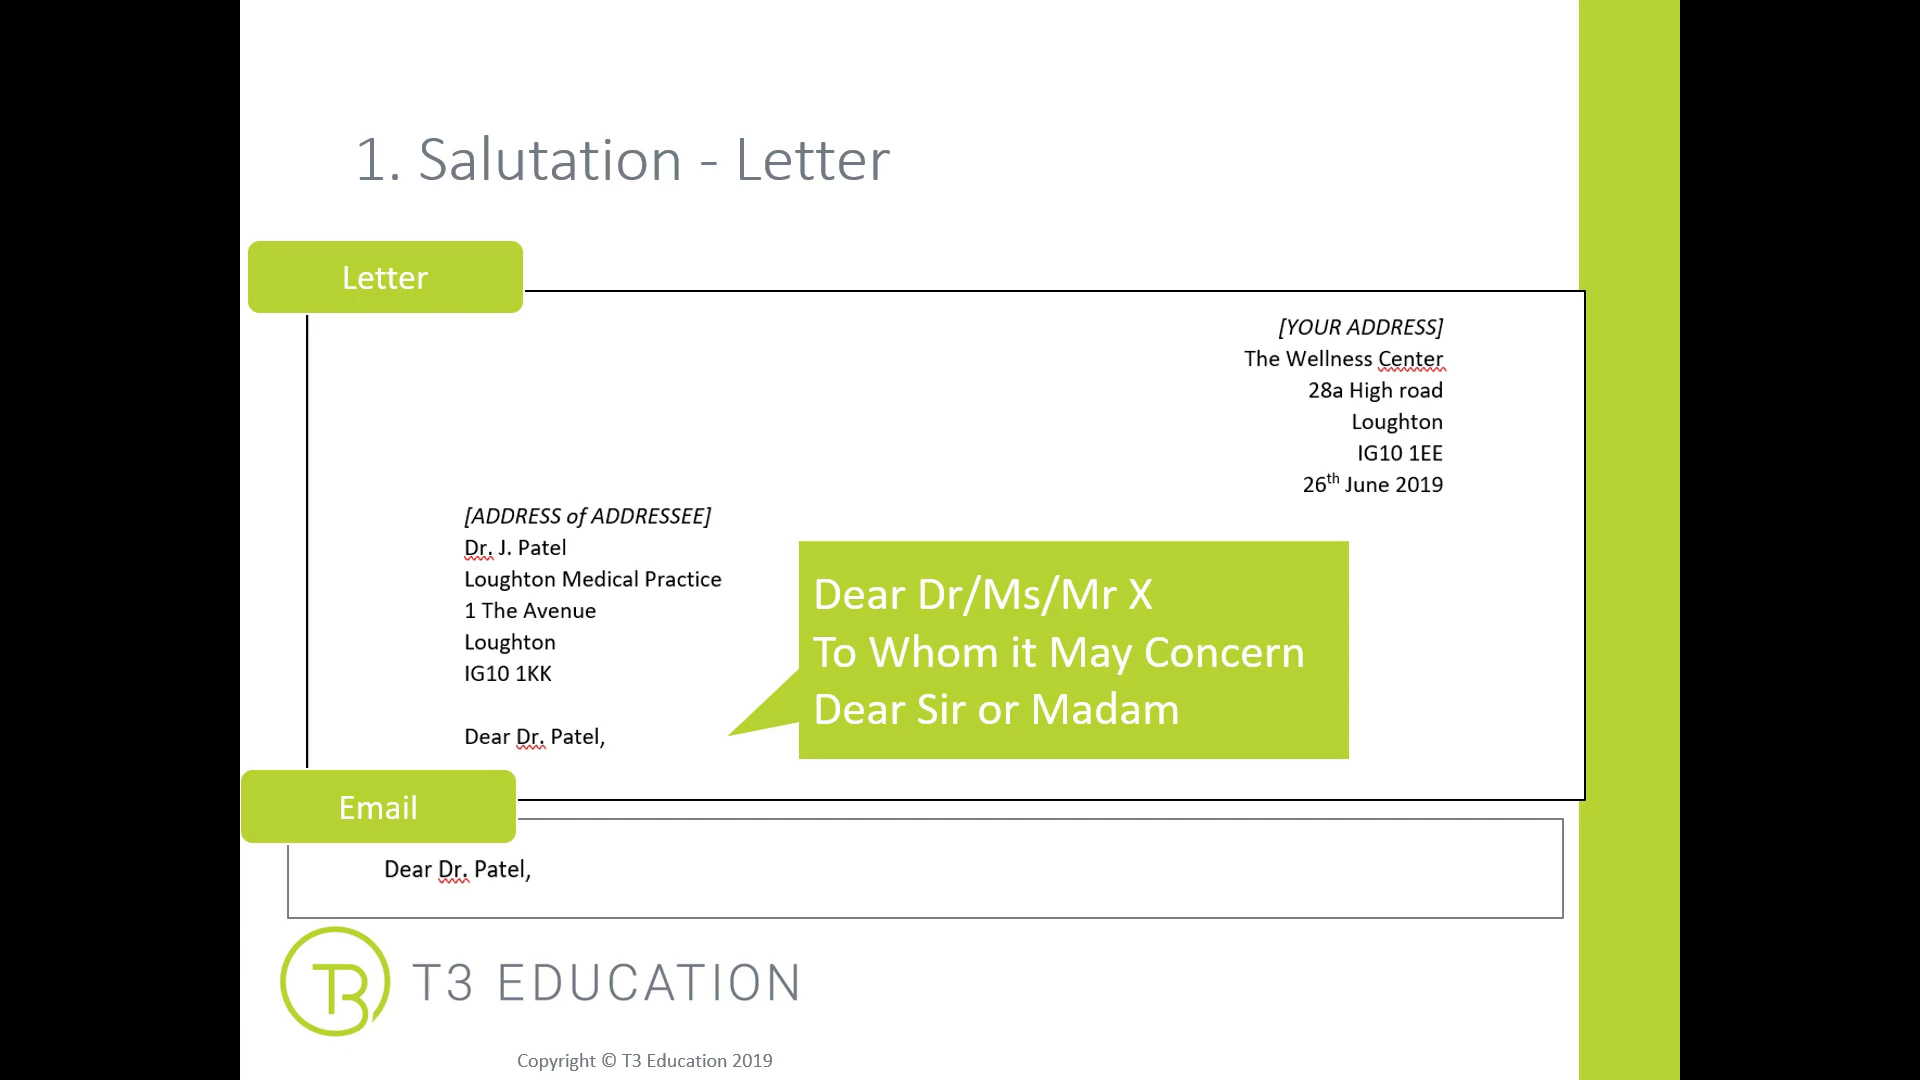 1. Salutation - Letter
Letter
[YOUR ADDRESS]
The Wellness Center
28a High road
Loughton
IG10 1EE
26th June 2019
[ADDRESS of ADDRESSEE]
Dr. J. Patel
Loughton Medical Practice
1 The Avenue
Loughton
IG10 1KK
Dear Dr. Patel,
Dear Dr/Ms/Mr X
To Whom it May Concern
Dear Sir or Madam
Email
Dear Dr. Patel,
T3 T3 EDUCATION
Copyright © T3 Education 2019